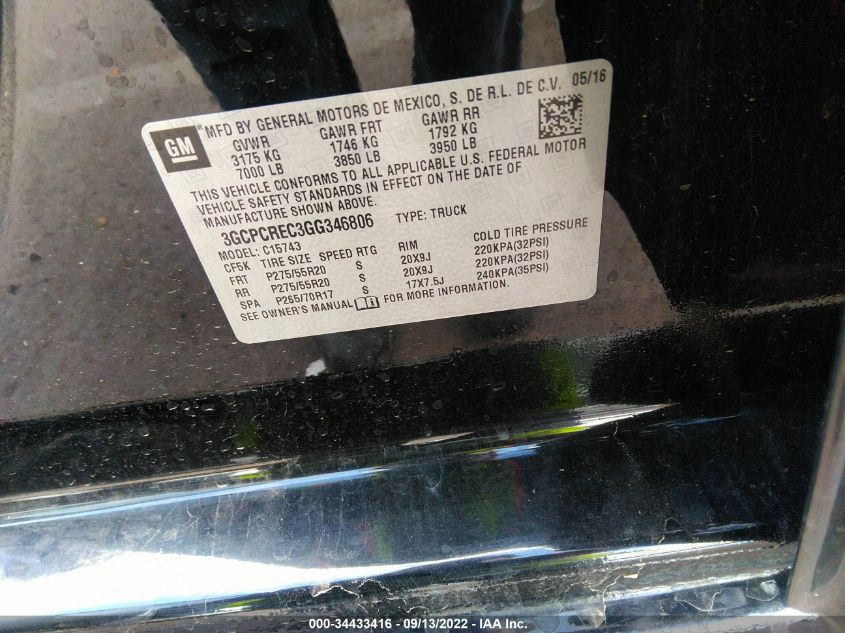 GM
®
MFD BY GENERAL MOTORS DE MEXICO, S. DE R.L. DE C.V. 05/16
GVWR GAWR FRT GAWR RR
3175 KG 1746 KG 1792 KG
7000 LB 3850 LB 3950 LB
THIS VEHICLE CONFORMS TO ALL APPLICABLE U.S. FEDERAL MOTOR
VEHICLE SAFETY STANDARDS IN EFFECT ON THE DATE OF
MANUFACTURE SHOWN ABOVE.
3GCPCREC3GG346806 TYPE: TRUCK
MODEL: C15743
CF5K TIRE SIZE SPEED RTG RIM COLD TIRE PRESSURE
FRT P275/55R20 S 20X9J 220KPA(32PSI)
RR P275/55R20 S 20X9J 220KPA(32PSI)
SPA P265/70R17 S 17X7.5J 240KPA(35PSI)
SEE OWNER'S MANUAL FOR MORE INFORMATION.
000-34433416 - 09/13/2022 - IAA Inc.